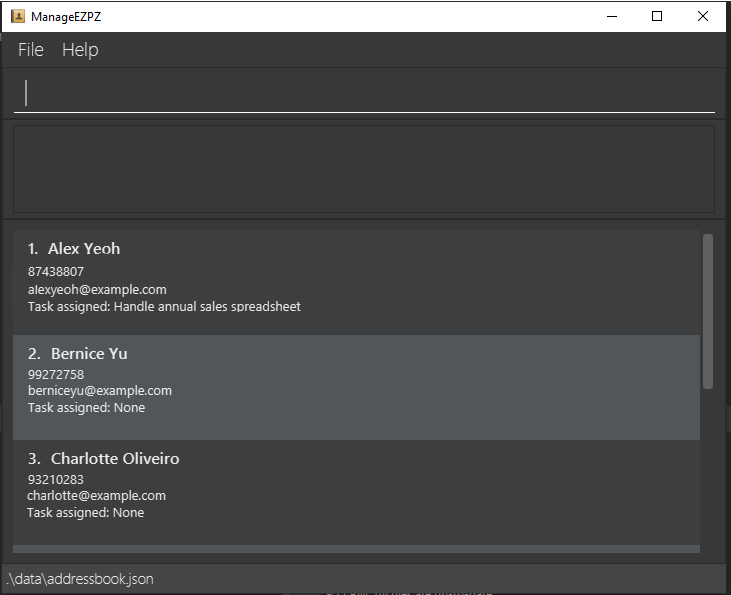 ManageEZPZ
File Help
1. Alex Yeoh
87438807
alexyeoh@example.com
Task assigned: Handle annual sales spreadsheet
2. Bernice Yu
99272758
berniceyu@example.com
Task assigned: None
3. Charlotte Oliveiro
93210283
charlotte@example.com
Task assigned: None
.\data\addressbook.json